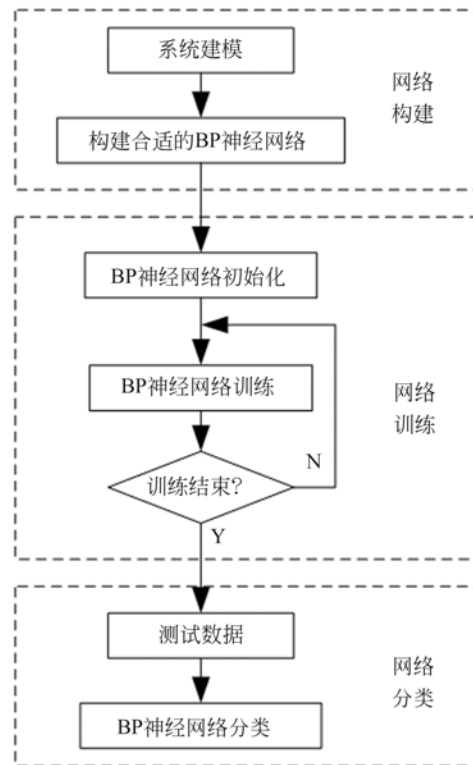 系统建模
网络
构建
构建合适的BP神经网络
BP神经网络初始化
BP神经网络训练
网络
训练
N
训练结束?
Y
测试数据
网络
分类
BP神经网络分类